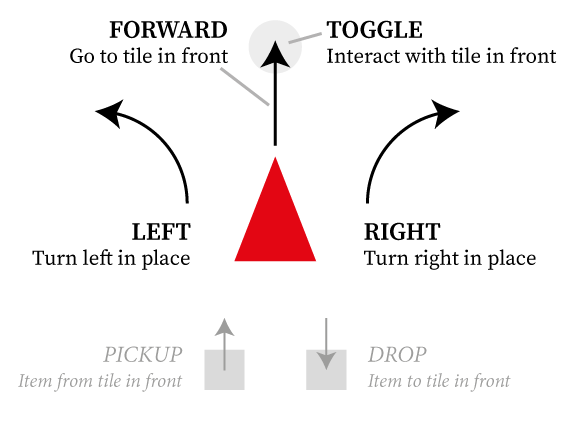 FORWARD
Go to tile in front
TOGGLE
Interact with tile in front
LEFT
Turn left in place
RIGHT
Turn right in place
PICKUP
Item from tile in front
DROP
Item to tile in front